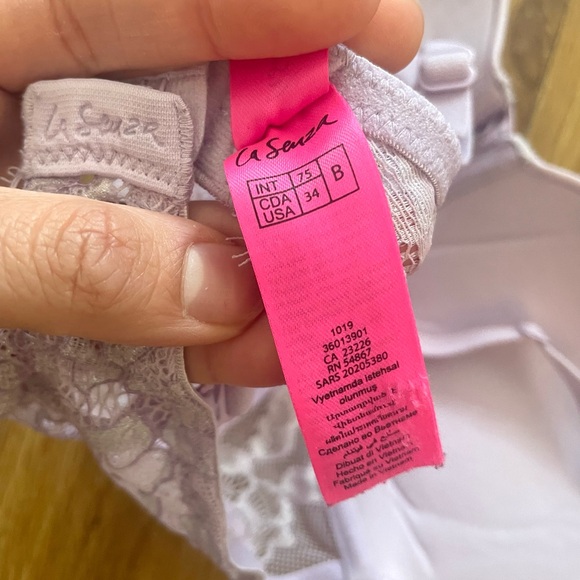 La Senza
La Senza
INT 75 B
CDA USA 34
1019
36013901
CA 23226
RN 54867
SARS 20205380
Vyetnamda istehsal
olunmuş
Сделано во Вьетнаме
Dibuat di Vietnam
Hecho en Vietnam
Fabriqué au Vietnam
Made in Vietnam